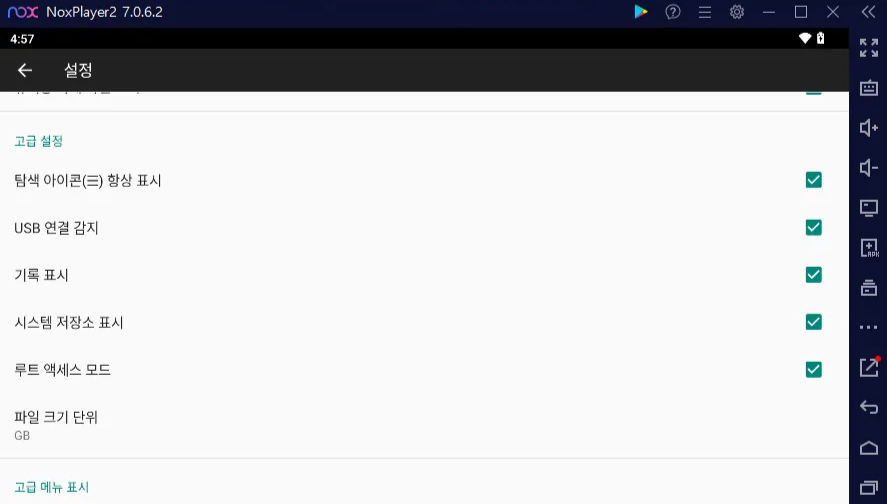 nox NoxPlayer2 7.0.6.2
4:57
설정
고급 설정
탐색 아이콘(☰) 항상 표시
USB 연결 감지
기록 표시
시스템 저장소 표시
루트 액세스 모드
파일 크기 단위
GB
고급 메뉴 표시
APK